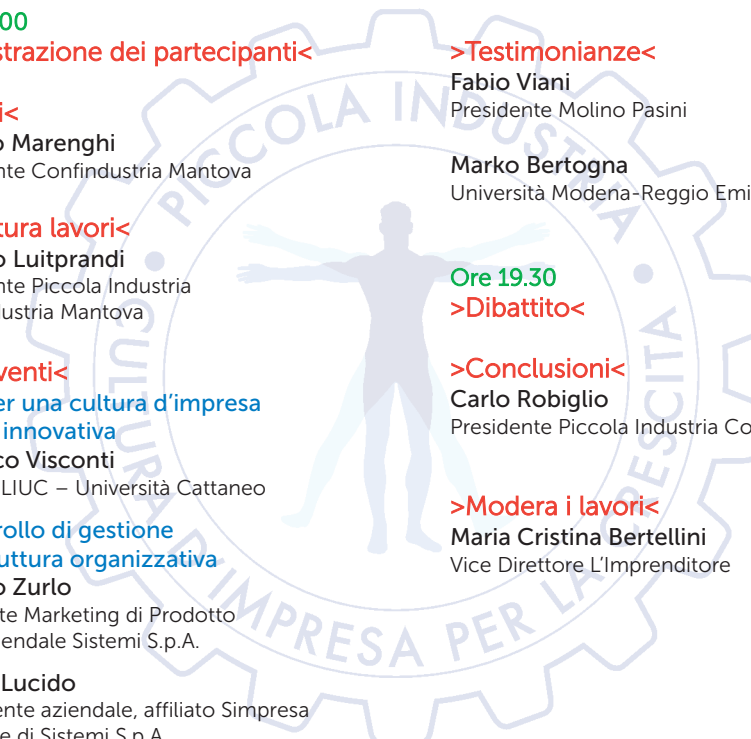 00
strazione dei partecipanti<
i<
o Marenghi
nte Confindustria Mantova
tura lavori<
o Luitprandi
nte Piccola Industria
dustria Mantova
venti<
er una cultura d'impresa
innovativa
co Visconti
LIUC – Università Cattaneo
rollo di gestione
uttura organizzativa
o Zurlo
te Marketing di Prodotto
endale Sistemi S.p.A.
Lucido
ente aziendale, affiliato Simpresa
e di Sistemi S.p.A.
>Testimonianze<
Fabio Viani
Presidente Molino Pasini
Marko Bertogna
Università Modena-Reggio Emi
Ore 19.30
>Dibattito<
>Conclusioni<
Carlo Robiglio
Presidente Piccola Industria Co
>Modera i lavori<
Maria Cristina Bertellini
Vice Direttore L'Imprenditore
PICCOLA INDUSTRIA
CULTURA D'IMPRESA PER LA CRESCITA